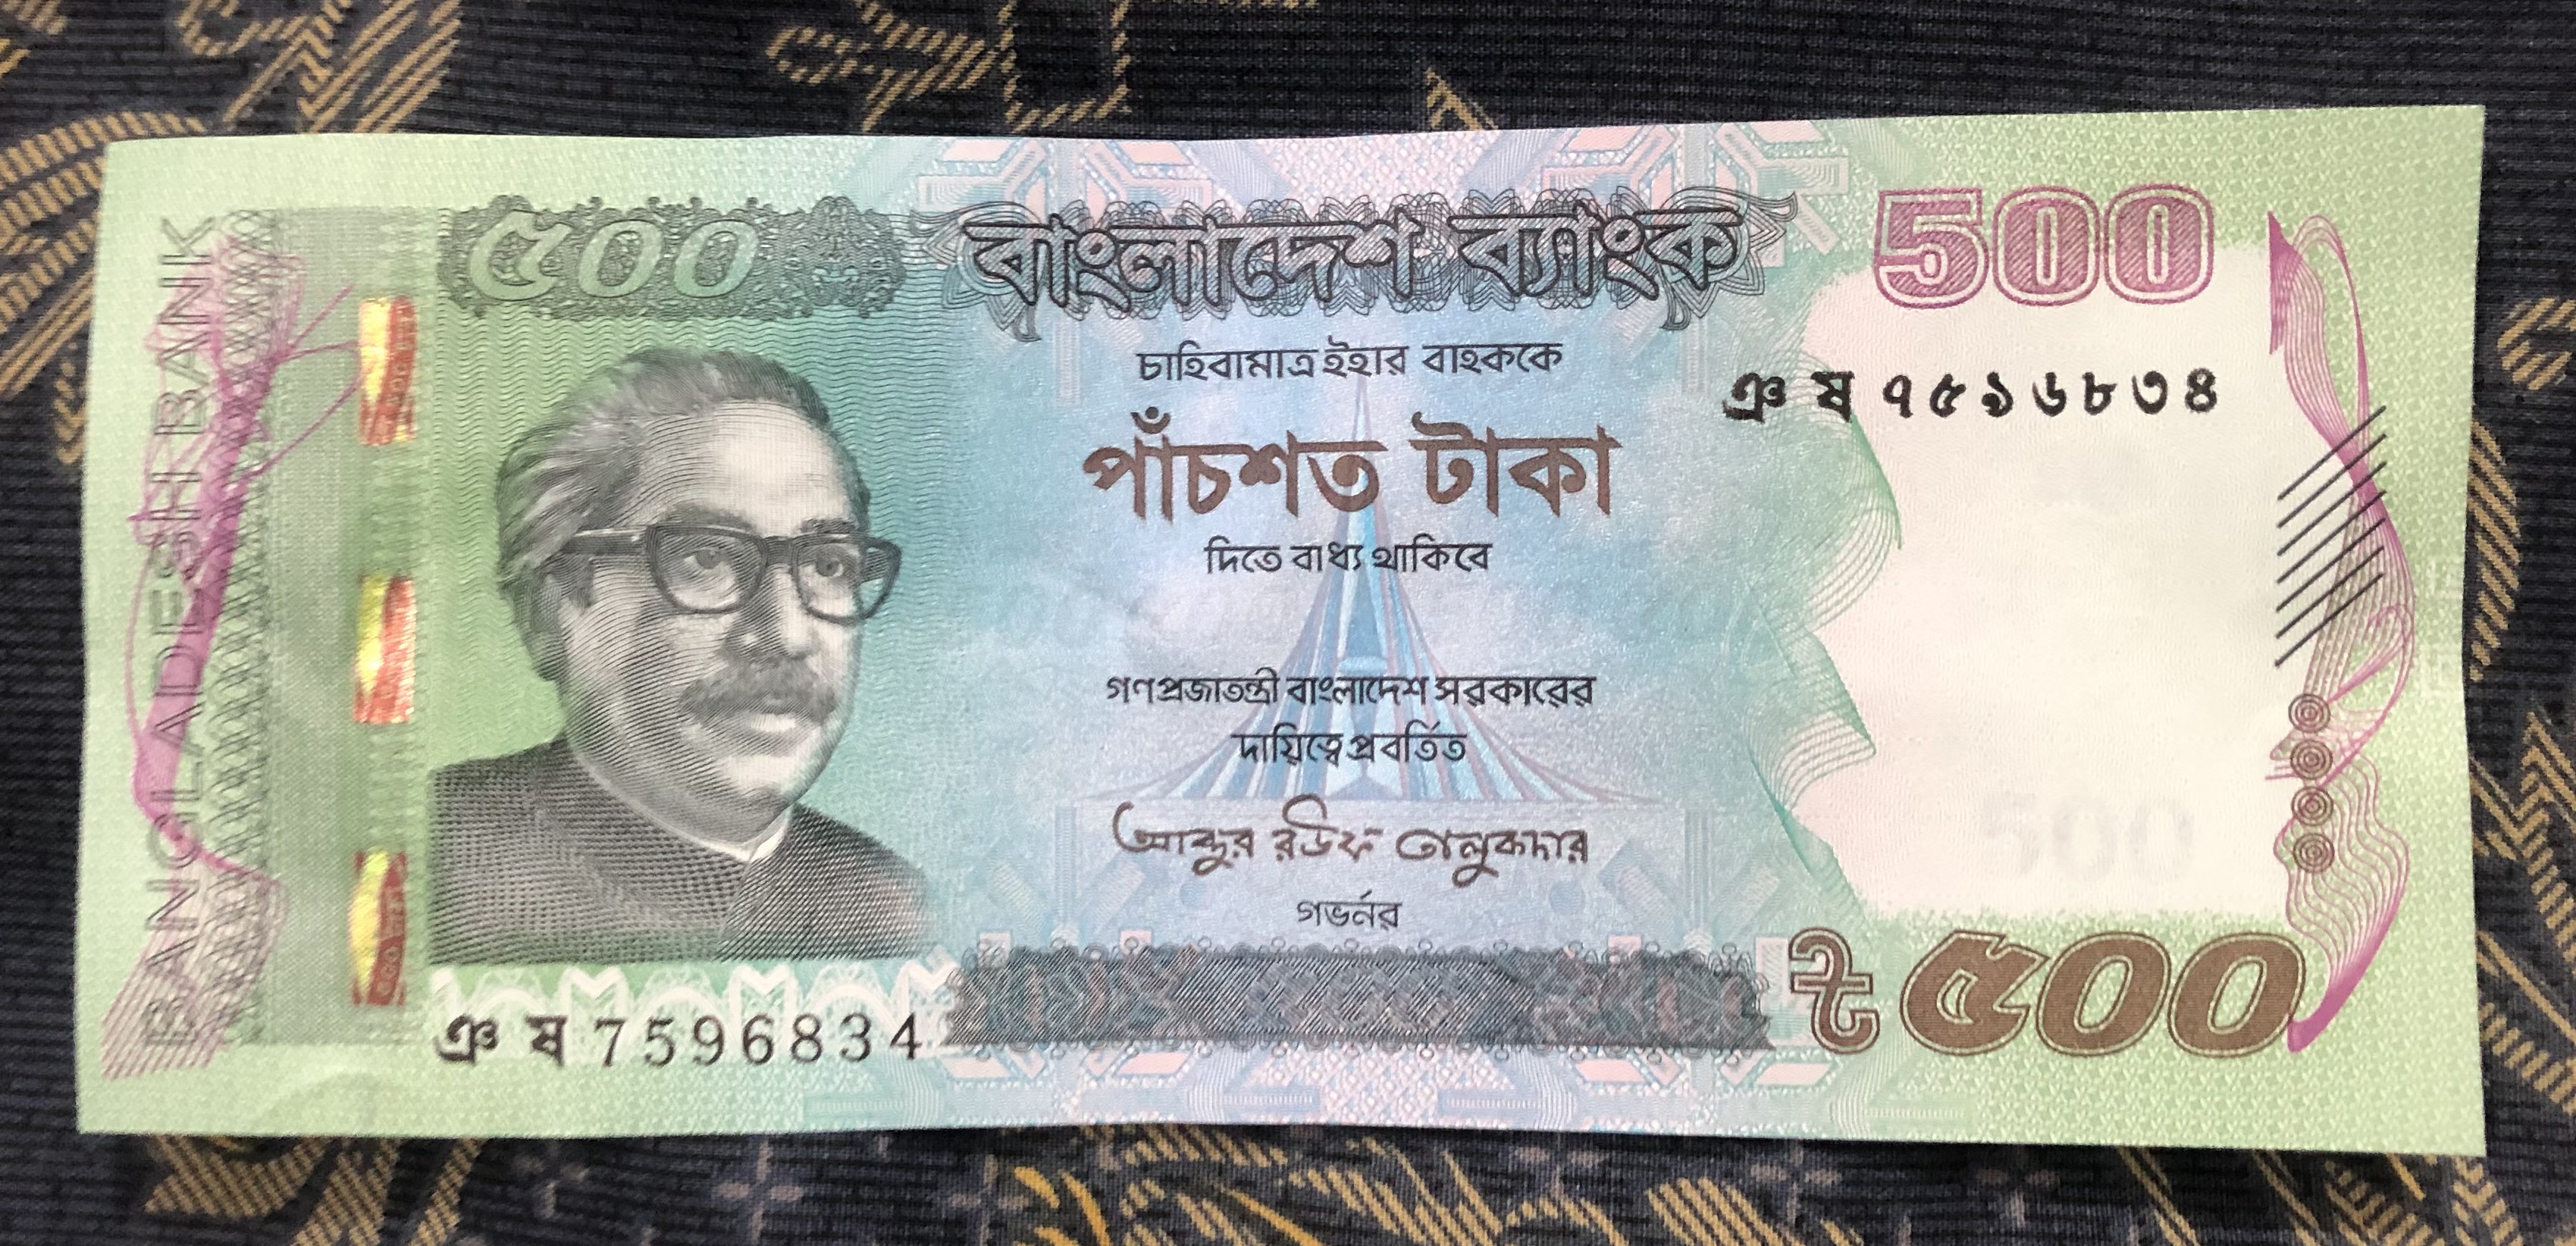 BANGLADESH BANK
৫০০
বাংলাদেশ ব্যাংক
500
চাহিবামাত্র ইহার বাহককে
ঞ ষ ৭৫৯৬৮৩৪
পাঁচশত টাকা
দিতে বাধ্য থাকিবে
গণপ্রজাতন্ত্রী বাংলাদেশ সরকারের
দায়িত্বে প্রবর্তিত
আব্দুর রউফ তালুকদার
গভর্নর
500
৳ ৫০০
ঞ ষ 7596834